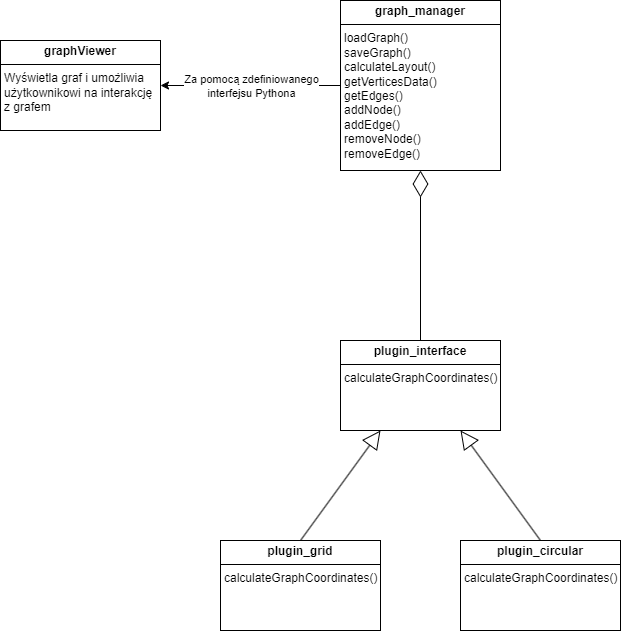 graph_manager
loadGraph()
saveGraph()
calculateLayout()
getVerticesData()
getEdges()
addNode()
addEdge()
removeNode()
removeEdge()
graphViewer
Wyświetla graf i umożliwia
użytkownikowi na interakcję
z grafem
Za pomocą zdefiniowanego
interfejsu Pythona
plugin_interface
calculateGraphCoordinates()
plugin_grid
calculateGraphCoordinates()
plugin_circular
calculateGraphCoordinates()